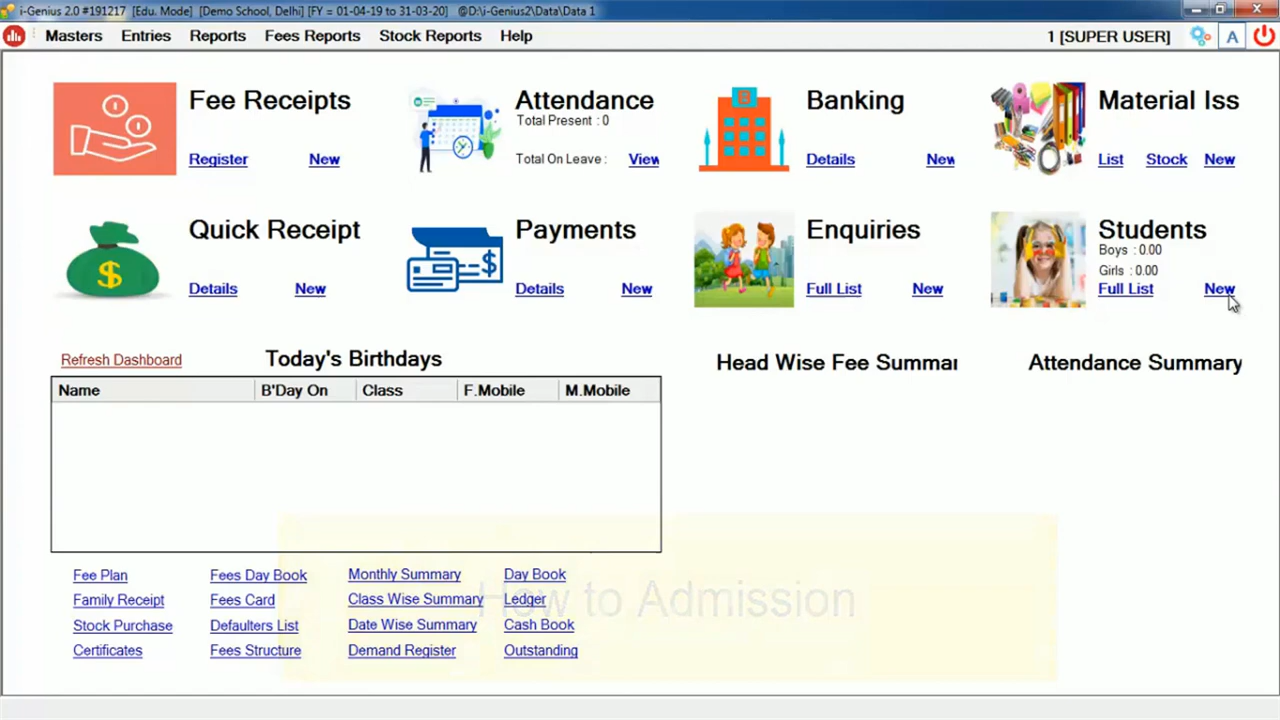 i-Genius 2.0 #191217 [Edu. Mode] [Demo School, Delhi] [FY = 01-04-19 to 31-03-20] @D:\i-Genius2\Data\Data 1
Masters Entries Reports Fees Reports Stock Reports Help 1 [SUPER USER] A
Fee Receipts
Register New
Attendance
Total Present : 0
Total On Leave : View
Banking
Details New
Material Iss
List Stock New
Quick Receipt
Details New
Payments
Details New
Enquiries
Full List New
Students
Boys : 0.00
Girls : 0.00
Full List New
Refresh Dashboard Today's Birthdays
Name B'Day On Class F.Mobile M.Mobile
Head Wise Fee Summar
Attendance Summary
Fee Plan Fees Day Book Monthly Summary Day Book
Family Receipt Fees Card Class Wise Summary Ledger
Stock Purchase Defaulters List Date Wise Summary Cash Book
Certificates Fees Structure Demand Register Outstanding
How to Admission